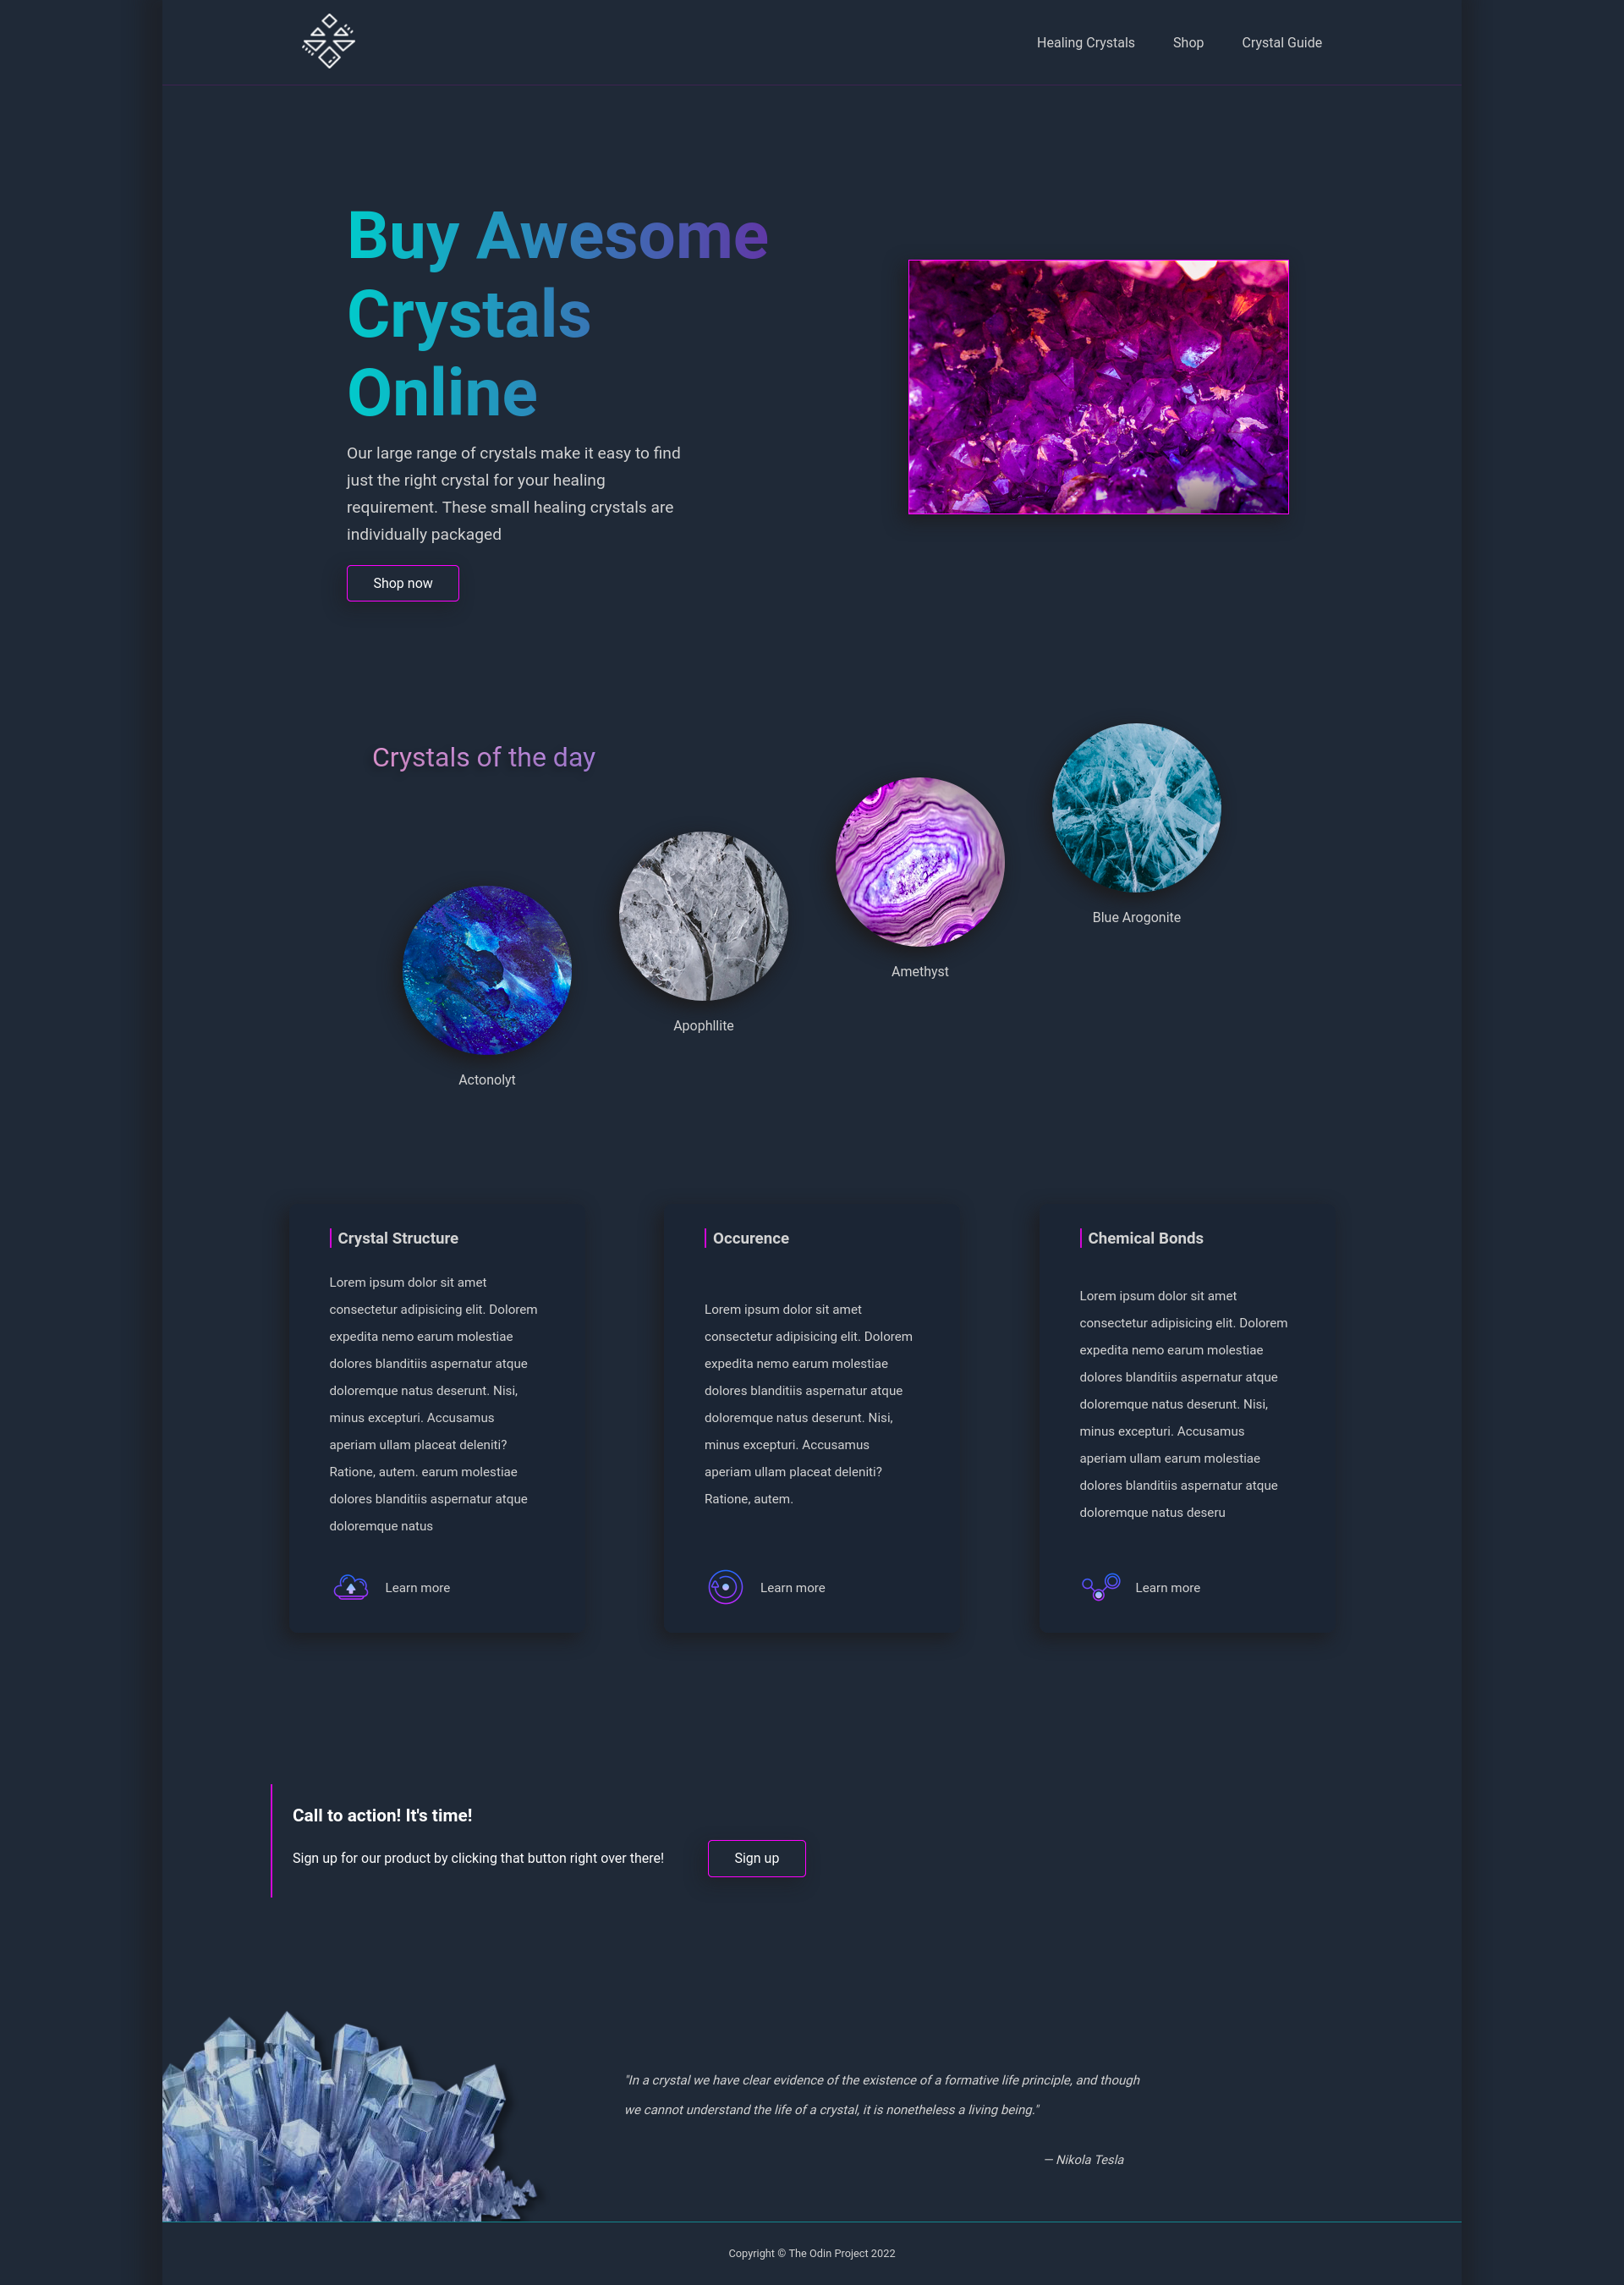 Healing Crystals
Shop
Crystal Guide
Buy Awesome
Crystals
Online
Our large range of crystals make it easy to find
just the right crystal for your healing
requirement. These small healing crystals are
individually packaged
Shop now
Crystals of the day
Blue Arogonite
Amethyst
Apophllite
Actonolyt
Crystal Structure
Lorem ipsum dolor sit amet
consectetur adipisicing elit. Dolorem
expedita nemo earum molestiae
dolores blanditiis aspernatur atque
doloremque natus deserunt. Nisi,
minus excepturi. Accusamus
aperiam ullam placeat deleniti?
Ratione, autem. earum molestiae
dolores blanditiis aspernatur atque
doloremque natus
Learn more
Occurence
Lorem ipsum dolor sit amet
consectetur adipisicing elit. Dolorem
expedita nemo earum molestiae
dolores blanditiis aspernatur atque
doloremque natus deserunt. Nisi,
minus excepturi. Accusamus
aperiam ullam placeat deleniti?
Ratione, autem.
Learn more
Chemical Bonds
Lorem ipsum dolor sit amet
consectetur adipisicing elit. Dolorem
expedita nemo earum molestiae
dolores blanditiis aspernatur atque
doloremque natus deserunt. Nisi,
minus excepturi. Accusamus
aperiam ullam earum molestiae
dolores blanditiis aspernatur atque
doloremque natus deseru
Learn more
Call to action! It's time!
Sign up for our product by clicking that button right over there!
Sign up
"In a crystal we have clear evidence of the existence of a formative life principle, and though
we cannot understand the life of a crystal, it is nonetheless a living being."
— Nikola Tesla
Copyright © The Odin Project 2022